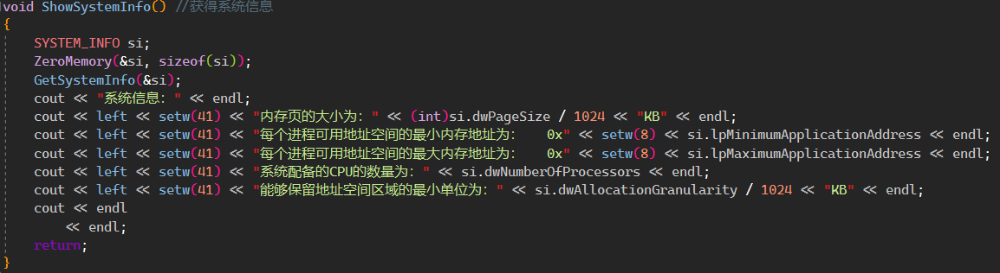 void ShowSystemInfo() //获得系统信息
{
    SYSTEM_INFO si;
    ZeroMemory(&si, sizeof(si));
    GetSystemInfo(&si);
    cout << "系统信息：" << endl;
    cout << left << setw(41) << "内存页的大小为：" << (int)si.dwPageSize / 1024 << "KB" << endl;
    cout << left << setw(41) << "每个进程可用地址空间的最小内存地址为：   0x" << setw(8) << si.lpMinimumApplicationAddress << endl;
    cout << left << setw(41) << "每个进程可用地址空间的最大内存地址为：   0x" << setw(8) << si.lpMaximumApplicationAddress << endl;
    cout << left << setw(41) << "系统配备的CPU的数量为：" << si.dwNumberOfProcessors << endl;
    cout << left << setw(41) << "能够保留地址空间区域的最小单位为：" << si.dwAllocationGranularity / 1024 << "KB" << endl;
    cout << endl
        << endl;
    return;
}